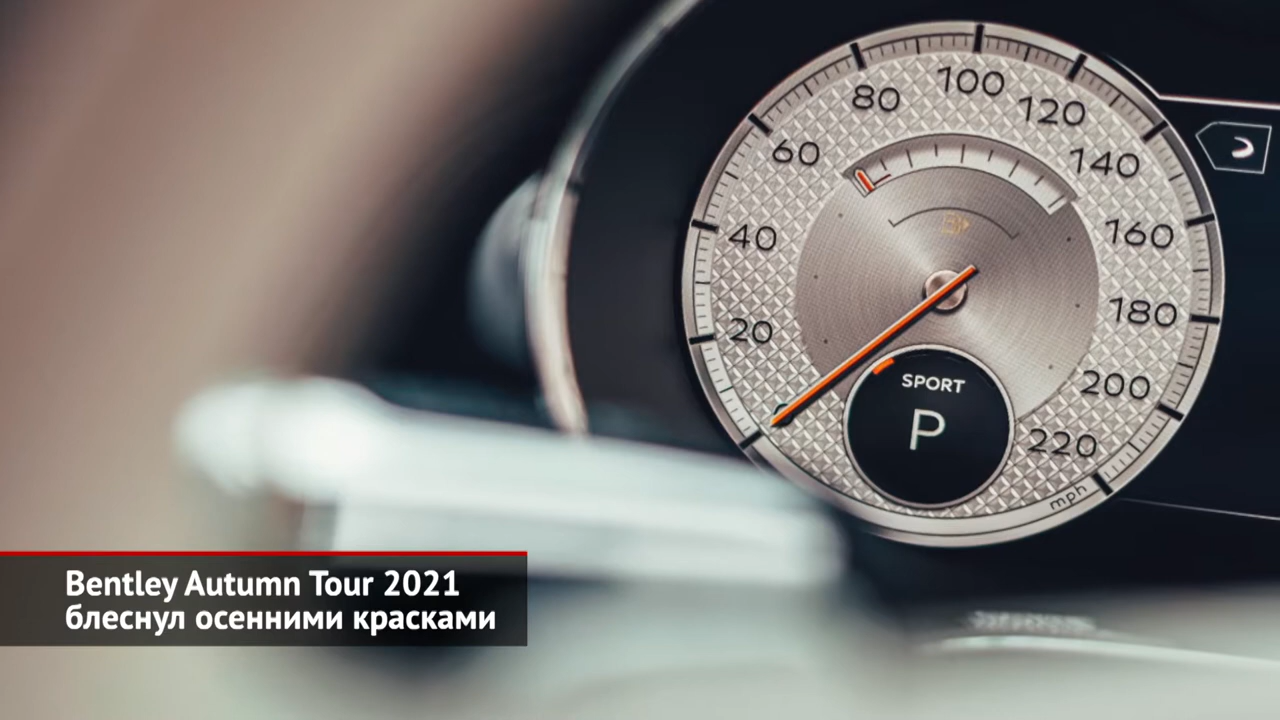 100
80
120
60
140
40
160
180
20
200
220
mph
SPORT
P
Bentley Autumn Tour 2021
блеснул осенними красками